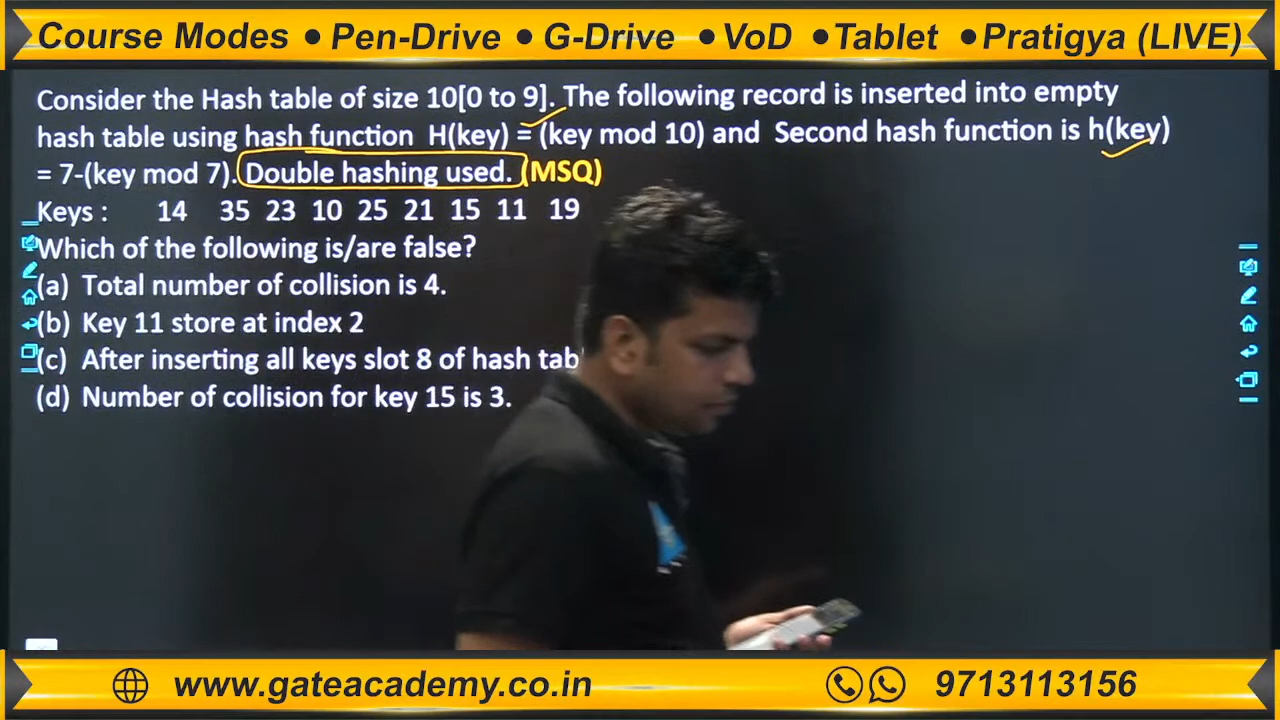 Course Modes • Pen-Drive • G-Drive • VoD • Tablet • Pratigya (LIVE)
Consider the Hash table of size 10[0 to 9]. The following record is inserted into empty
hash table using hash function H(key) = (key mod 10) and Second hash function is h(key)
= 7-(key mod 7). Double hashing used. (MSQ)
Keys : 14 35 23 10 25 21 15 11 19
Which of the following is/are false?
(a) Total number of collision is 4.
(b) Key 11 store at index 2
(c) After inserting all keys slot 8 of hash
(d) Number of collision for key 15 is 3.
www.gateacademy.co.in 9713113156